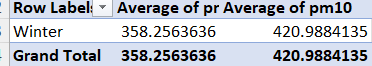 Row Labels Average of pr Average of pm10
Winter 358.2563636 420.9884135
Grand Total 358.2563636 420.9884135